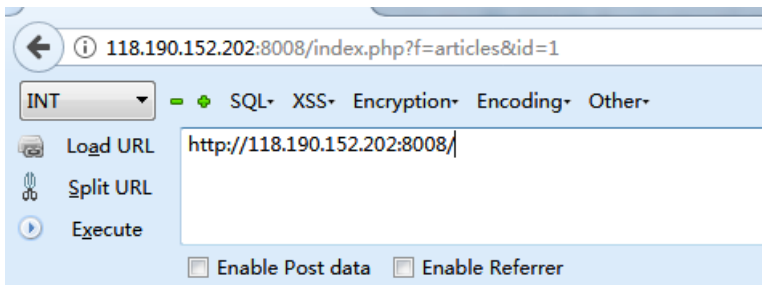 118.190.152.202:8008/index.php?f=articles&id=1
INT SQL XSS Encryption Encoding Other
Load URL http://118.190.152.202:8008/
Split URL
Execute
Enable Post data Enable Referrer